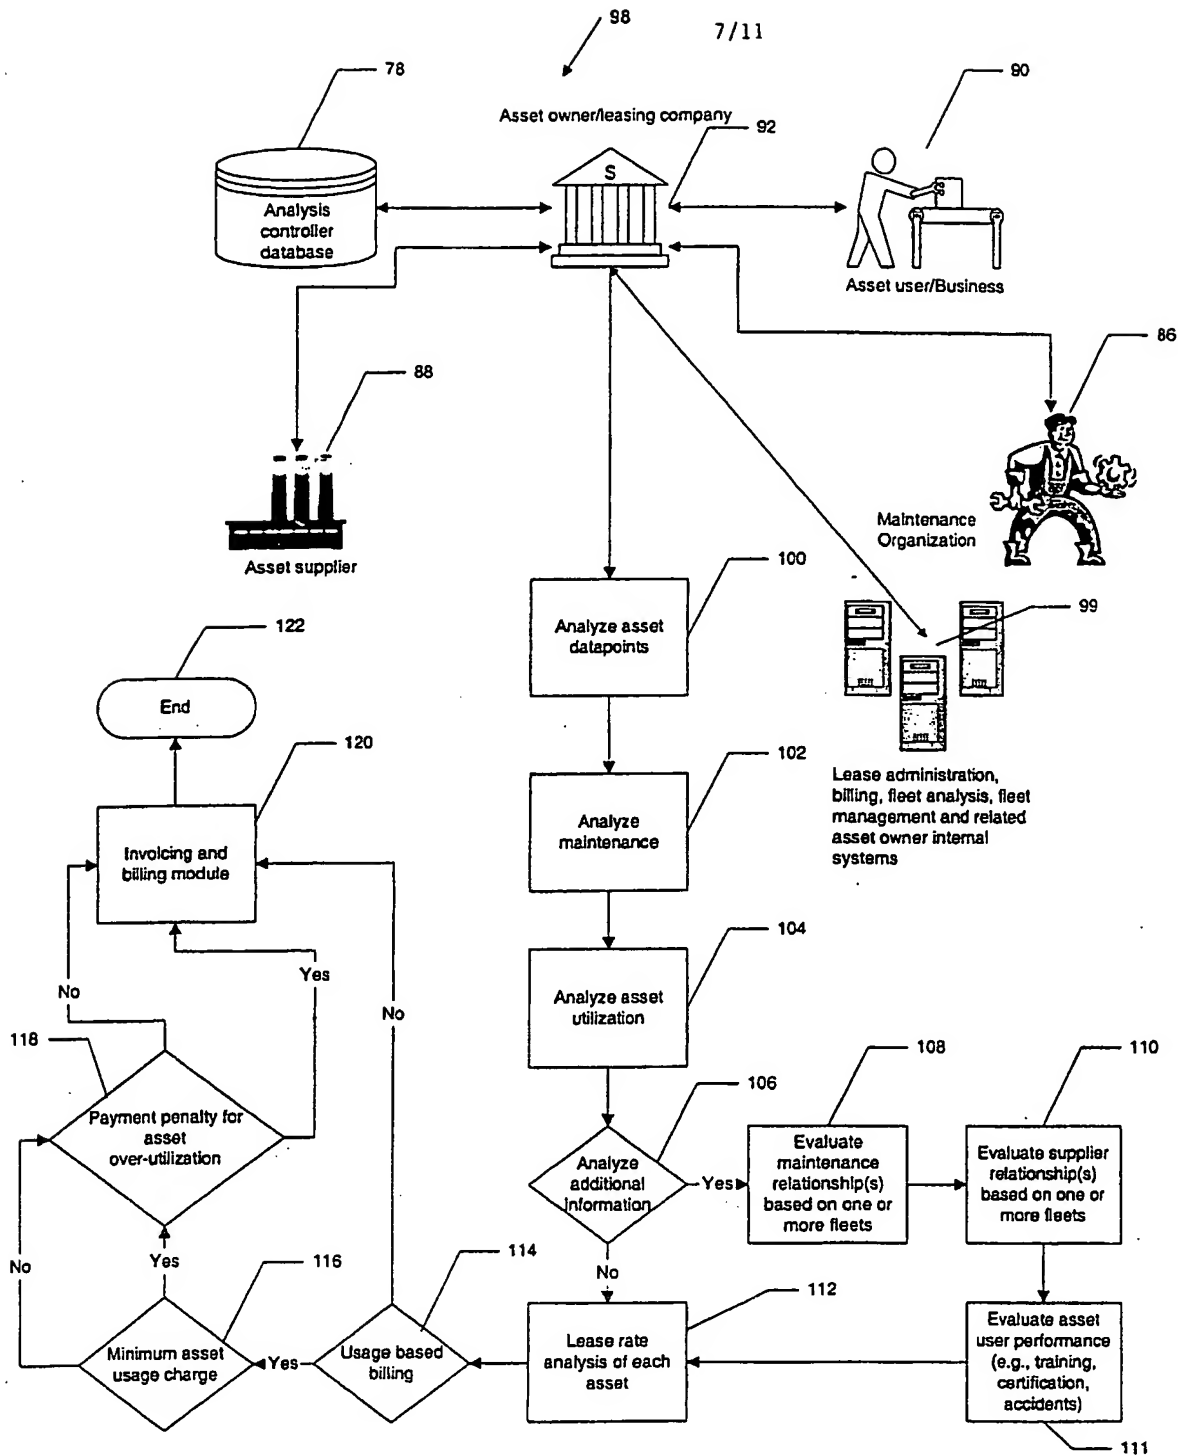 98
7/11
78
90
Asset owner/leasing company
92
S
Analysis
controller
database
Asset user/Business
86
88
Maintenance
Organization
Asset supplier
100
99
Analyze asset
datapoints
122
End
120
102
Lease administration,
billing, fleet analysis, fleet
management and related
asset owner internal
systems
Analyze
maintenance
Invoicing and
billing module
104
Yes
No
No
Analyze asset
utilization
118
106
108
110
Payment penalty for
asset
over-utilization
Analyze
additional
information
Yes
Evaluate
maintenance
relationship(s)
based on one or
more fleets
Evaluate supplier
relationship(s)
based on one or
more fleets
No
Yes
116
114
No
112
Minimum asset
usage charge
Yes
Usage based
billing
Lease rate
analysis of each
asset
Evaluate asset
user performance
(e.g., training,
certification,
accidents)
111